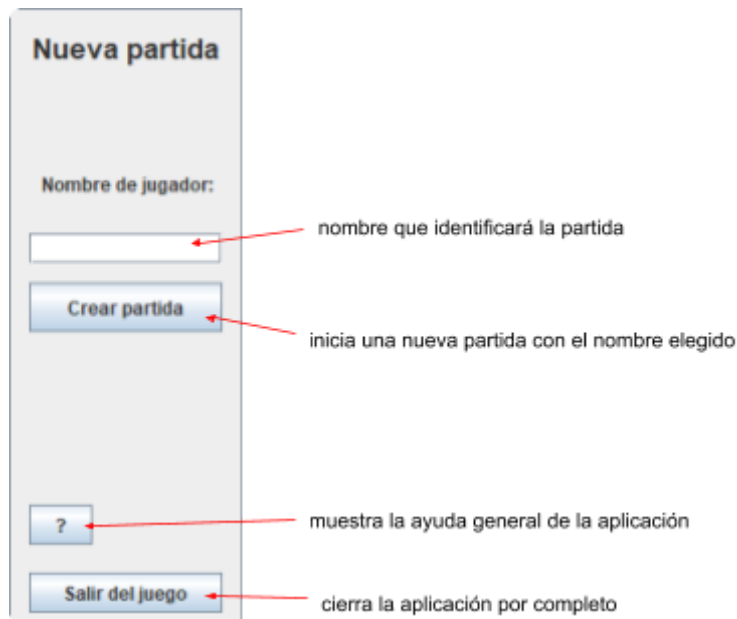 Nueva partida
Nombre de jugador:
nombre que identificará la partida
Crear partida
inicia una nueva partida con el nombre elegido
?
muestra la ayuda general de la aplicación
Salir del juego
cierra la aplicación por completo